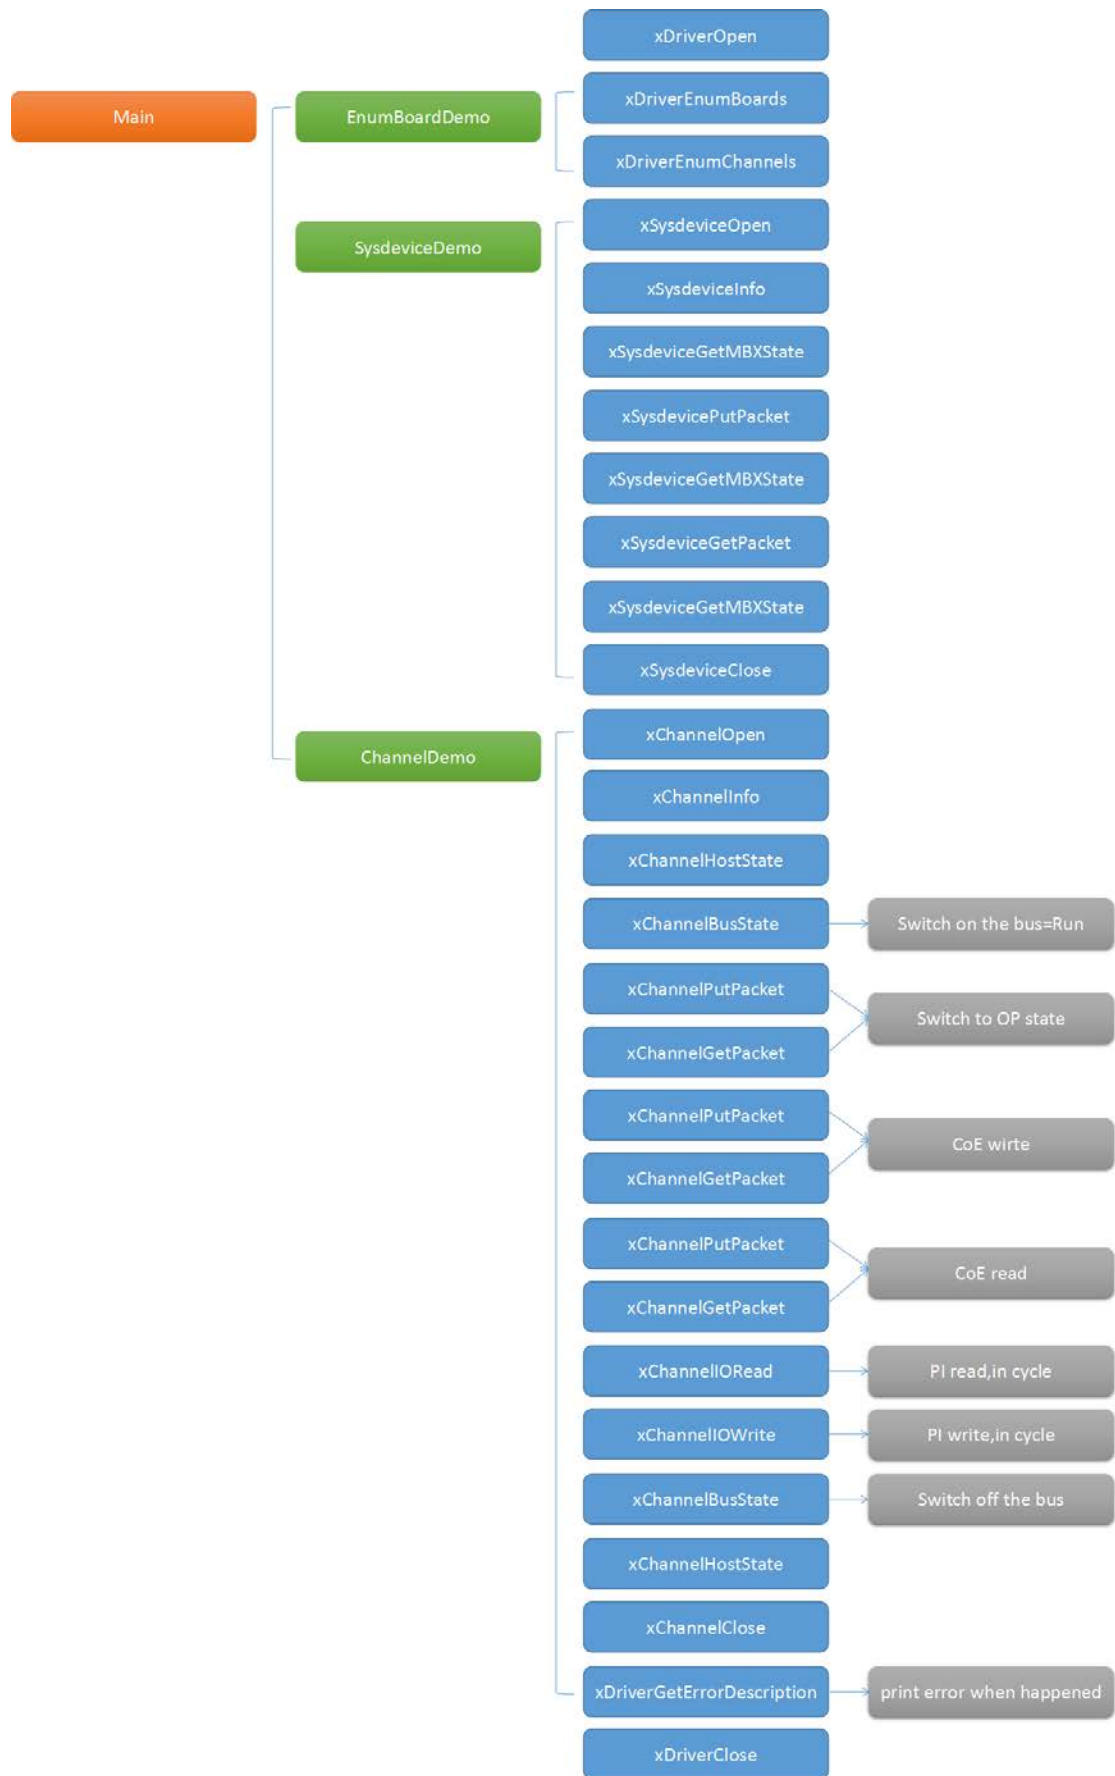 xDriverOpen
Main
EnumBoardDemo
xDriverEnumBoards
xDriverEnumChannels
SysdeviceDemo
xSysdeviceOpen
xSysdeviceInfo
xSysdeviceGetMBXState
xSysdevicePutPacket
xSysdeviceGetMBXState
xSysdeviceGetPacket
xSysdeviceGetMBXState
xSysdeviceClose
ChannelDemo
xChannelOpen
xChannelInfo
xChannelHostState
xChannelBusState
Switch on the bus=Run
xChannelPutPacket
xChannelGetPacket
Switch to OP state
xChannelPutPacket
xChannelGetPacket
CoE wirte
xChannelPutPacket
xChannelGetPacket
CoE read
xChannelIORead
PI read,in cycle
xChannelIOWrite
PI write,in cycle
xChannelBusState
Switch off the bus
xChannelHostState
xChannelClose
xDriverGetErrorDescription
print error when happened
xDriverClose